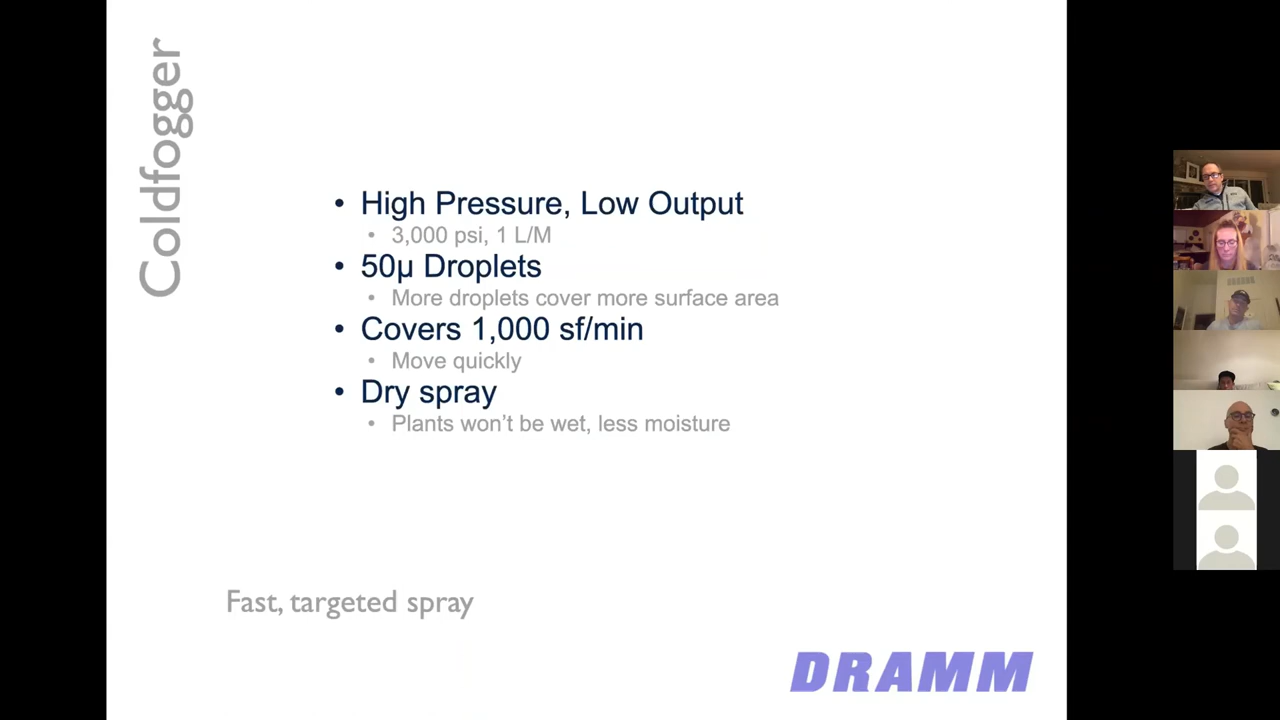 Coldfogger
• High Pressure, Low Output
• 3,000 psi, 1 L/M
• 50µ Droplets
• More droplets cover more surface area
• Covers 1,000 sf/min
• Move quickly
• Dry spray
• Plants won’t be wet, less moisture
Fast, targeted spray
DRAMM